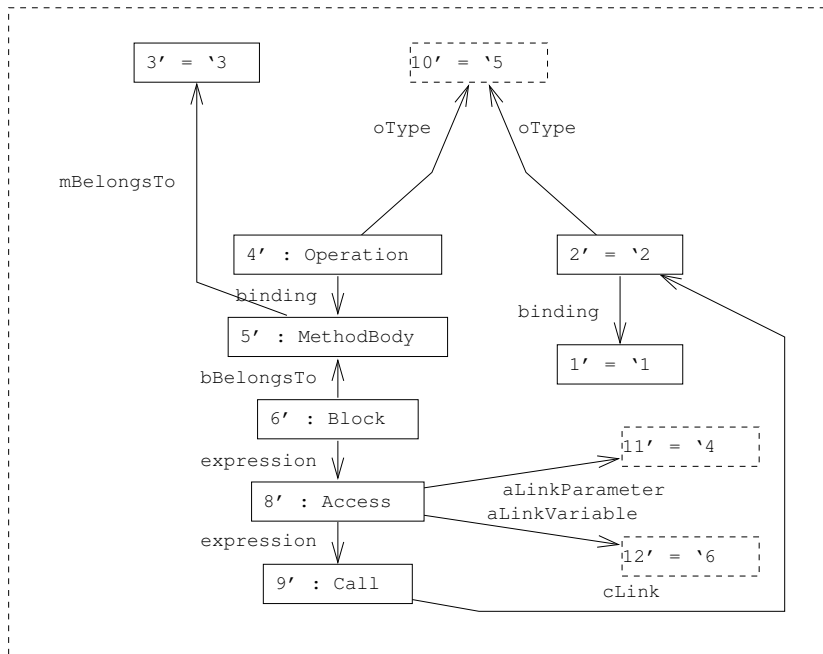 3’ = ‘3
10’ = ‘5
oType
oType
mBelongsTo
4’ : Operation
2’ = ‘2
binding
binding
5’ : MethodBody
1’ = ‘1
bBelongsTo
6’ : Block
11’ = ‘4
expression
aLinkParameter
8’ : Access
aLinkVariable
expression
12’ = ‘6
9’ : Call
cLink